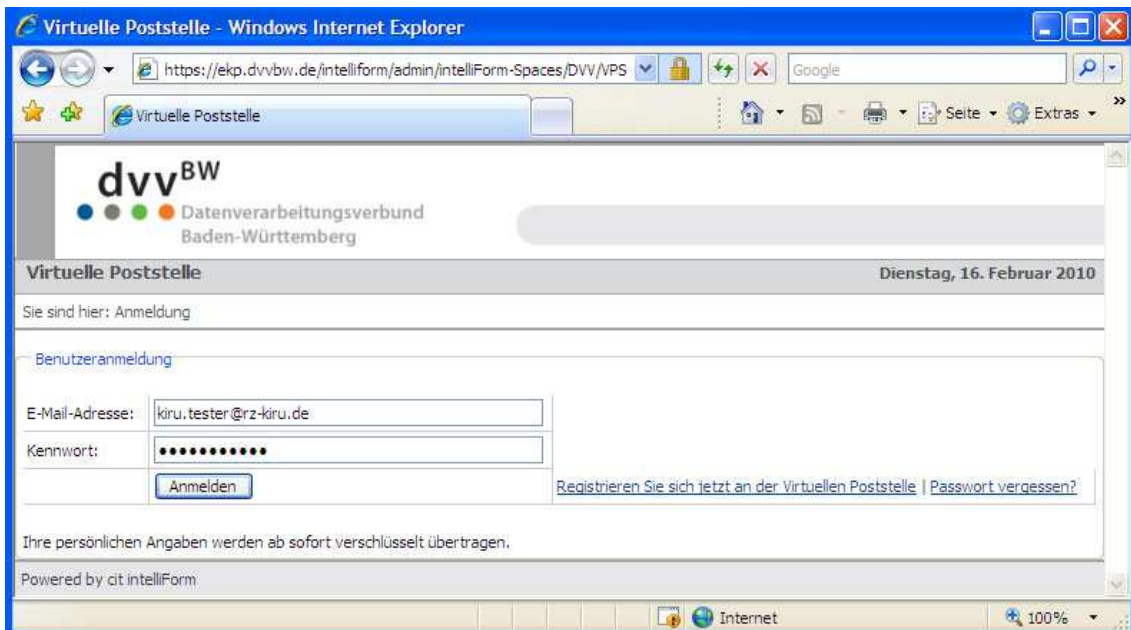 Virtuelle Poststelle - Windows Internet Explorer
https://ekp.dvvbw.de/intelliform/admin/intelliForm-Spaces/DVV/VPS
Google
Virtuelle Poststelle
Seite
Extras
»
dvv BW
Datenverarbeitungsverbund
Baden-Württemberg
Virtuelle Poststelle
Dienstag, 16. Februar 2010
Sie sind hier: Anmeldung
Benutzeranmeldung
E-Mail-Adresse: kiru.tester@rz-kiru.de
Kennwort: •••••••••••
Anmelden
Registrieren Sie sich jetzt an der Virtuellen Poststelle | Passwort vergessen?
Ihre persönlichen Angaben werden ab sofort verschlüsselt übertragen.
Powered by cit intelliForm
Internet
100%